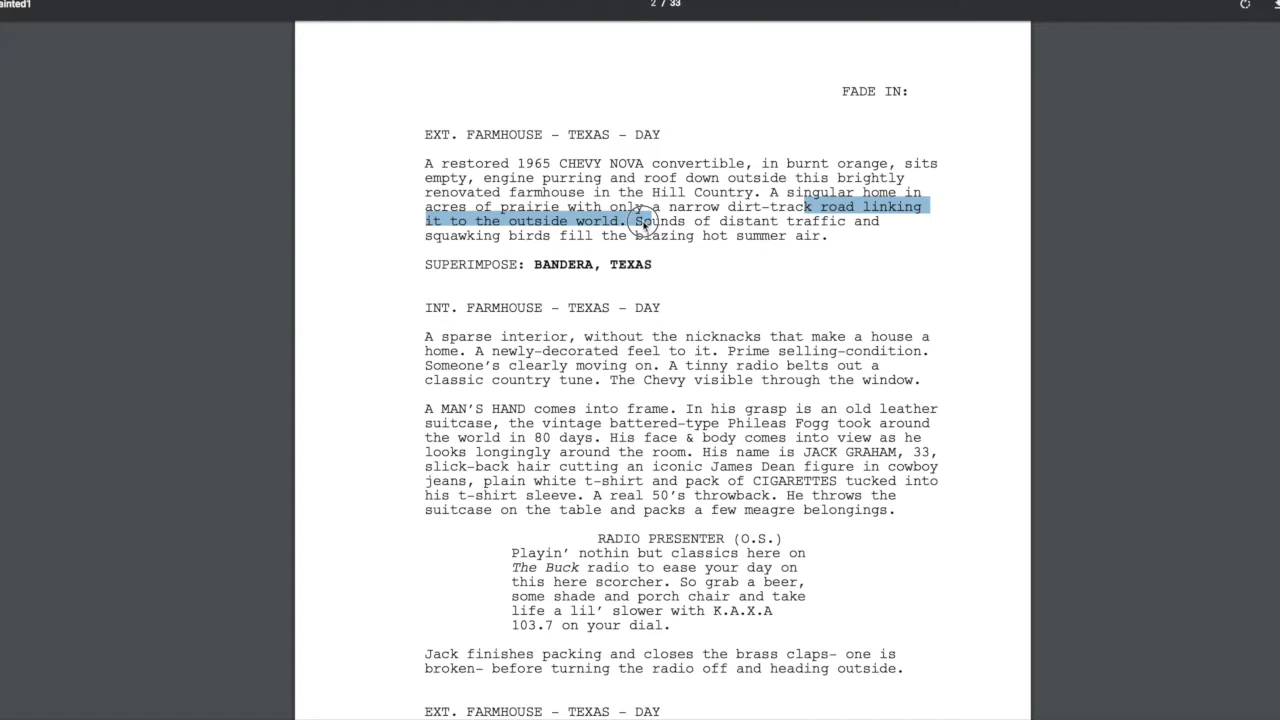 ainted1
2 / 33
FADE IN:
EXT. FARMHOUSE - TEXAS - DAY
A restored 1965 CHEVY NOVA convertible, in burnt orange, sits
empty, engine purring and roof down outside this brightly
renovated farmhouse in the Hill Country. A singular home in
acres of prairie with only a narrow dirt-track road linking
it to the outside world. Sounds of distant traffic and
squawking birds fill the blazing hot summer air.
SUPERIMPOSE: BANDERA, TEXAS
INT. FARMHOUSE - TEXAS - DAY
A sparse interior, without the nicknacks that make a house a
home. A newly-decorated feel to it. Prime selling-condition.
Someone's clearly moving on. A tinny radio belts out a
classic country tune. The Chevy visible through the window.
A MAN'S HAND comes into frame. In his grasp is an old leather
suitcase, the vintage battered-type Phileas Fogg took around
the world in 80 days. His face & body comes into view as he
looks longingly around the room. His name is JACK GRAHAM, 33,
slick-back hair cutting an iconic James Dean figure in cowboy
jeans, plain white t-shirt and pack of CIGARETTES tucked into
his t-shirt sleeve. A real 50's throwback. He throws the
suitcase on the table and packs a few meagre belongings.
RADIO PRESENTER (O.S.)
Playin' nothin but classics here on
The Buck radio to ease your day on
this here scorcher. So grab a beer,
some shade and porch chair and take
life a lil' slower with K.A.X.A
103.7 on your dial.
Jack finishes packing and closes the brass claps- one is
broken- before turning the radio off and heading outside.
EXT. FARMHOUSE - TEXAS - DAY